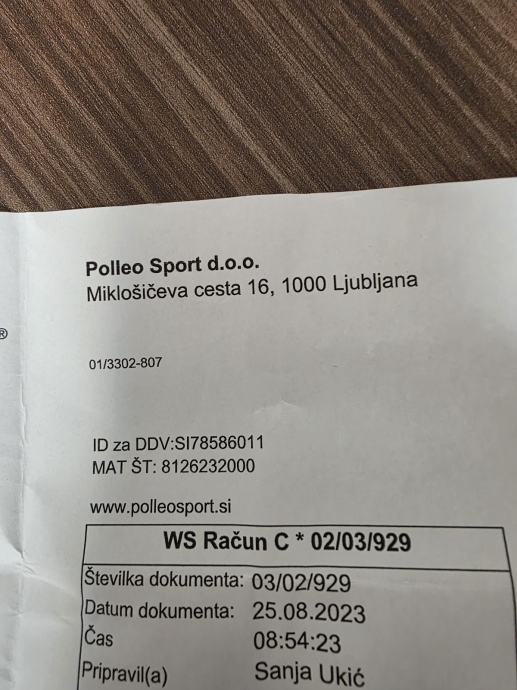 Polleo Sport d.o.o.
Miklošičeva cesta 16, 1000 Ljubljana
®
01/3302-807
ID za DDV:SI78586011
MAT ŠT: 8126232000
www.polleosport.si
WS Račun C * 02/03/929
Številka dokumenta: 03/02/929
Datum dokumenta: 25.08.2023
Čas 08:54:23
Pripravil(a) Sanja Ukić